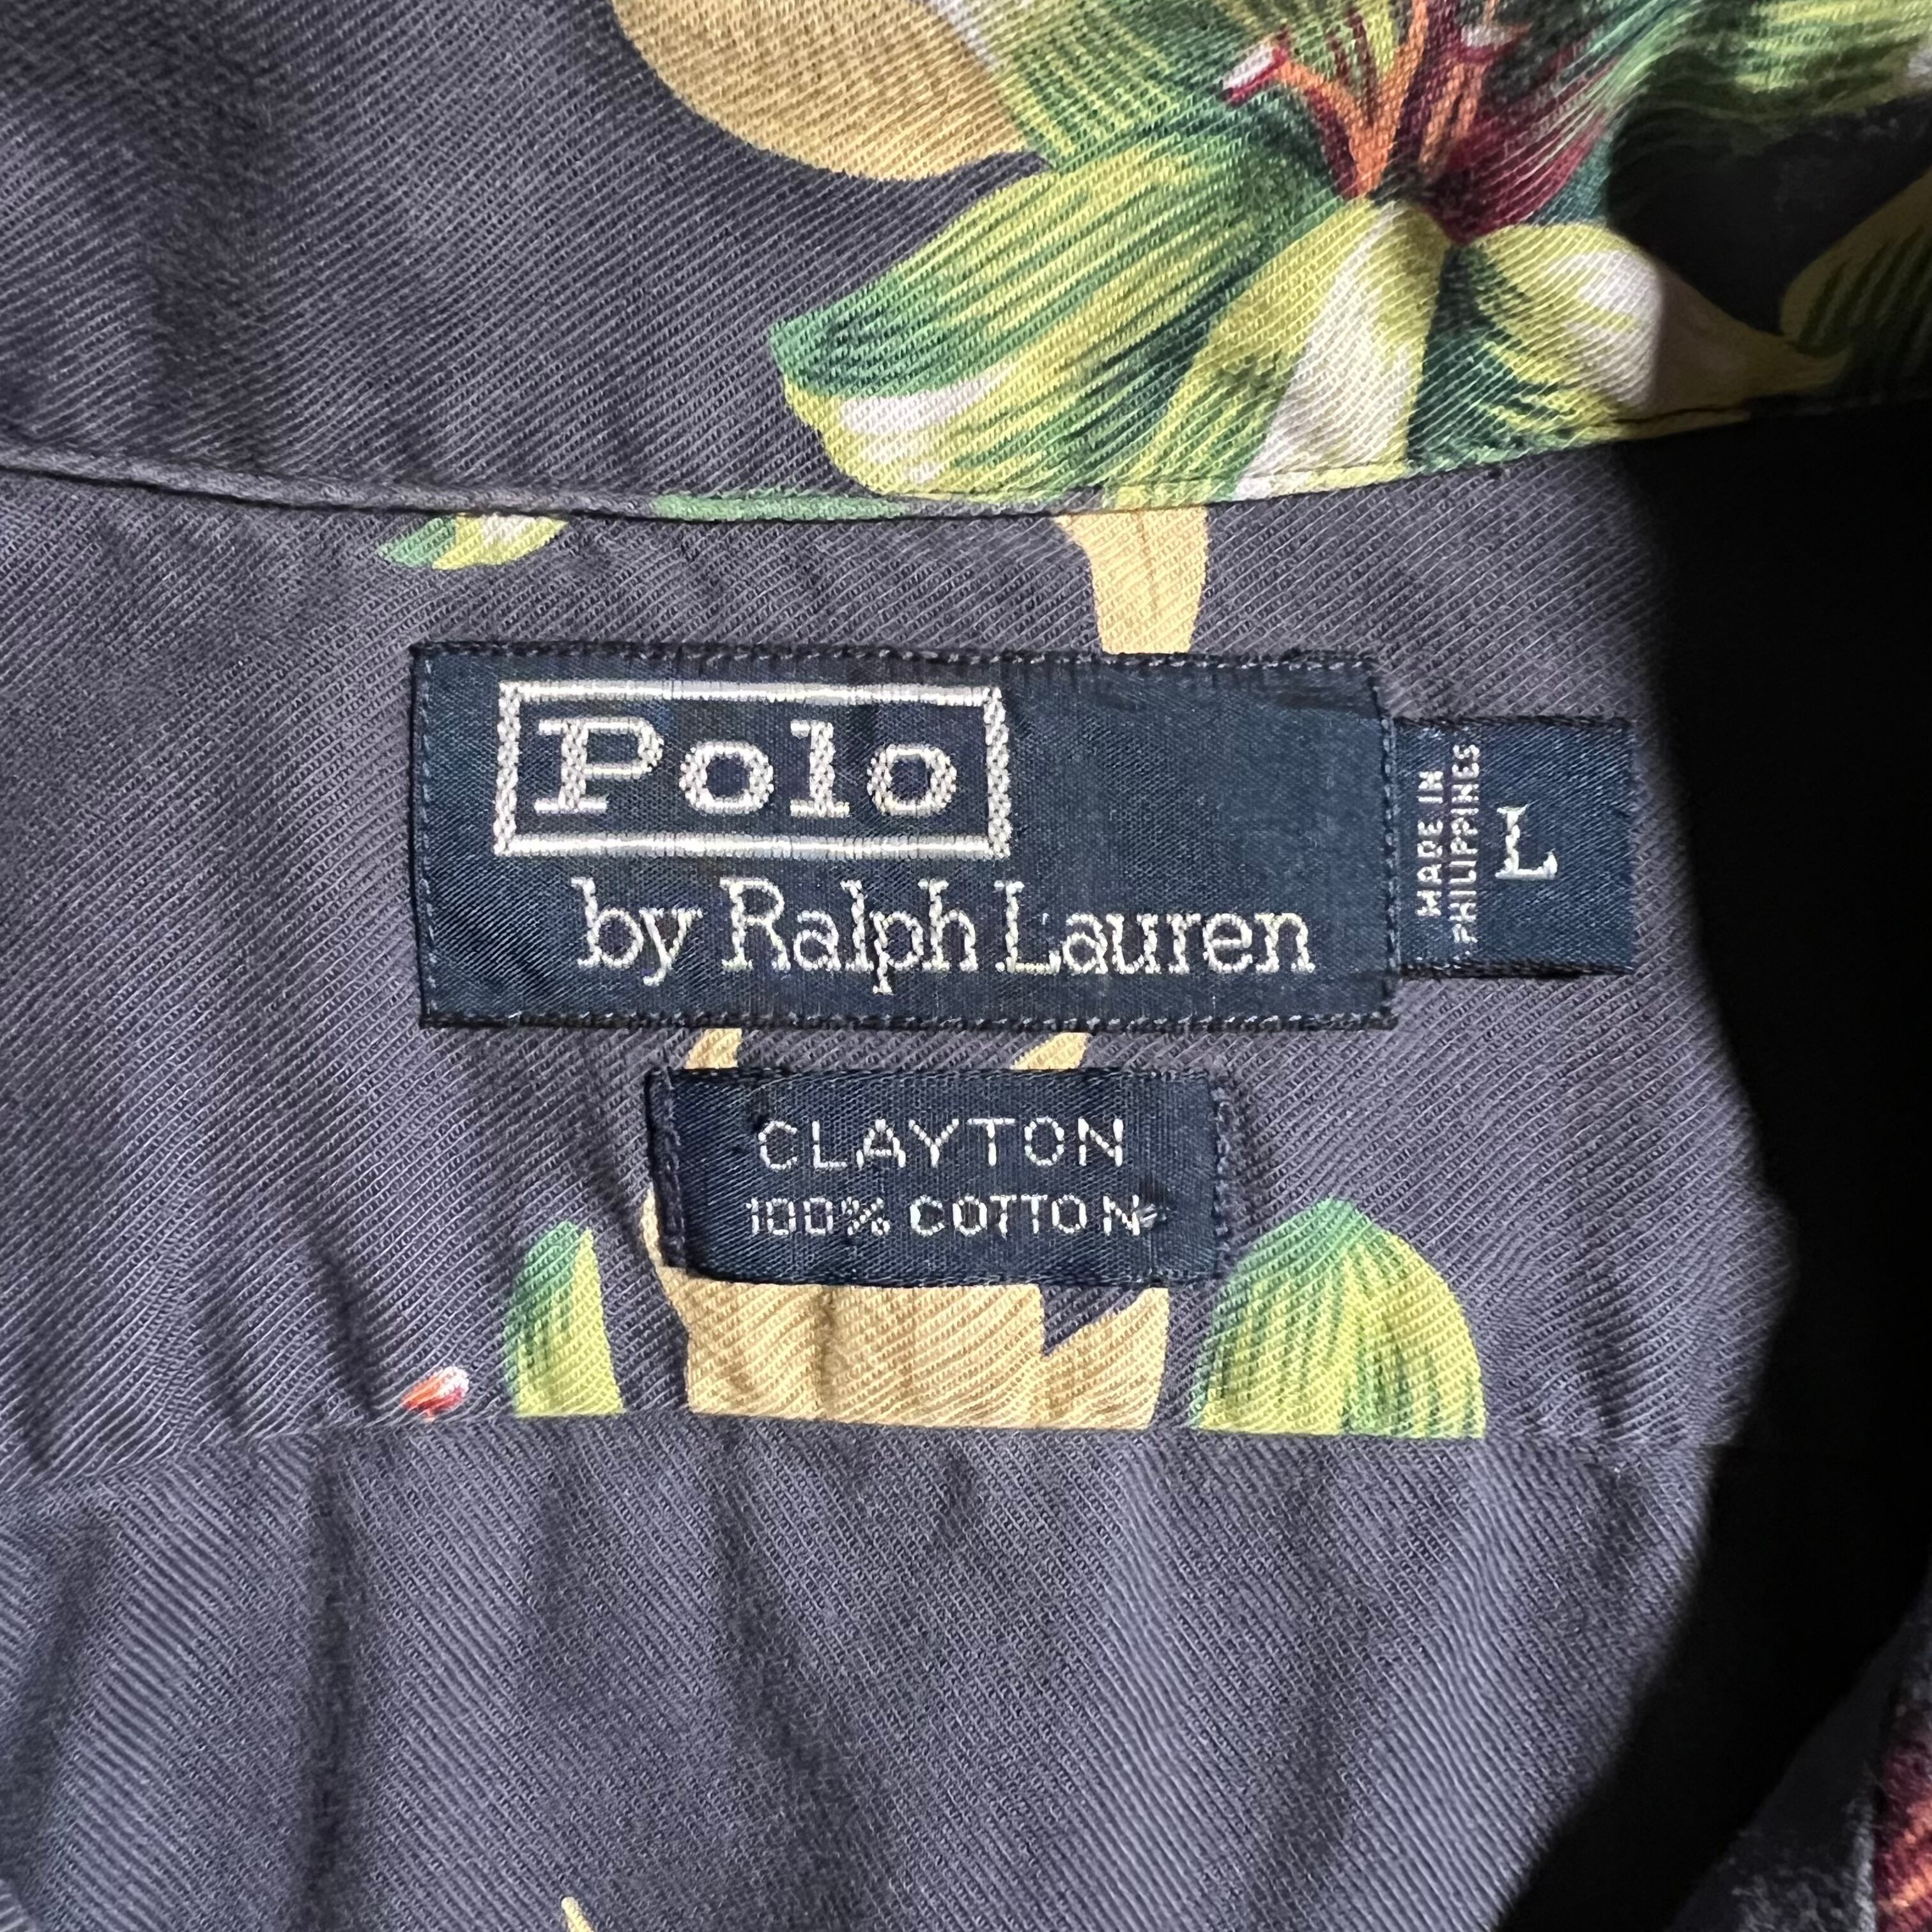 Polo
by Ralph Lauren
MADE IN
PHILIPPINES
L
CLAYTON
100% COTTON